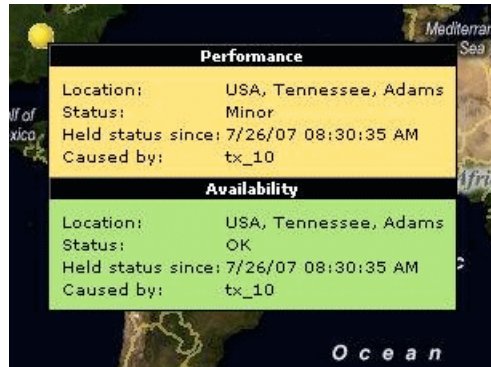 Mediterran
Sea
Performance
Location: USA, Tennessee, Adams
Status: Minor
Held status since: 7/26/07 08:30:35 AM
Caused by: tx_10
lf of
xico
Afri
Availability
Location: USA, Tennessee, Adams
Status: OK
Held status since: 7/26/07 08:30:35 AM
Caused by: tx_10
c
Ocean